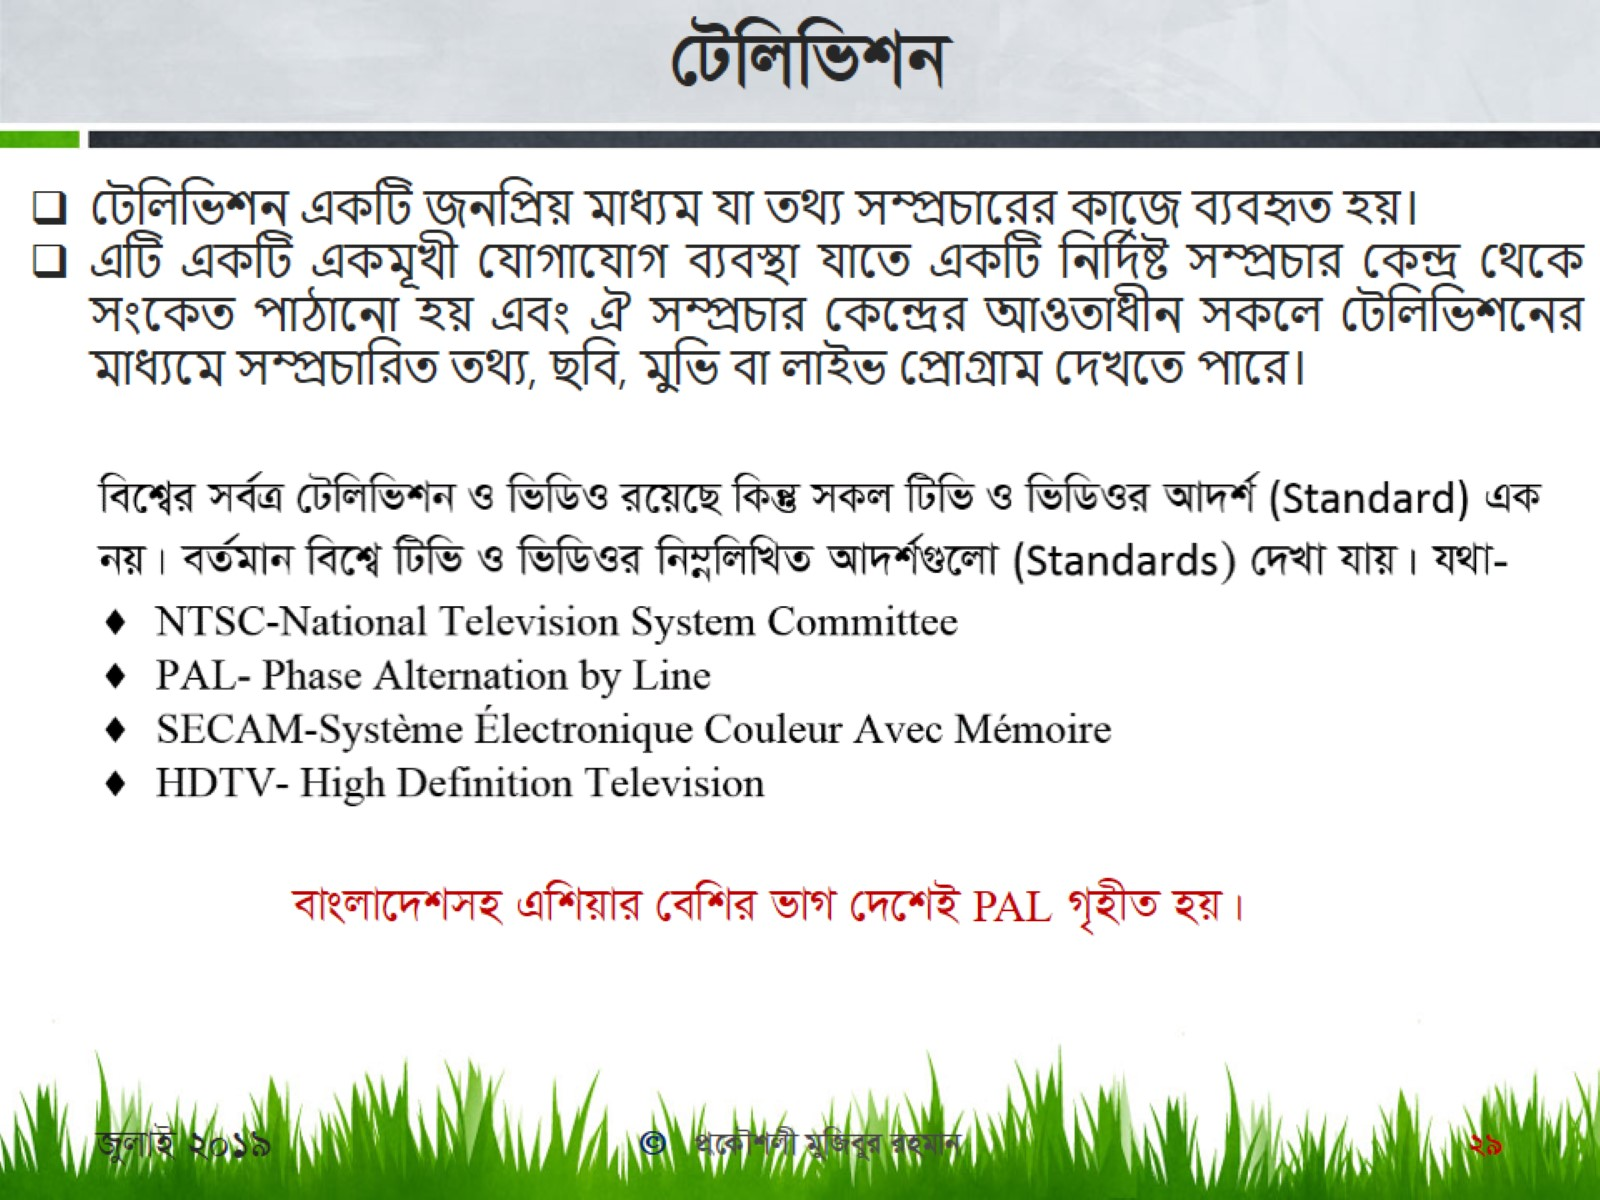 টেলিভিশন
❑ টেলিভিশন একটি জনপ্রিয় মাধ্যম যা তথ্য সম্প্রচারের কাজে ব্যবহৃত হয়।
❑ এটি একটি একমূখী যোগাযোগ ব্যবস্থা যাতে একটি নির্দিষ্ট সম্প্রচার কেন্দ্র থেকে
সংকেত পাঠানো হয় এবং ঐ সম্প্রচার কেন্দ্রের আওতাধীন সকলে টেলিভিশনের
মাধ্যমে সম্প্রচারিত তথ্য, ছবি, মুভি বা লাইভ প্রোগ্রাম দেখতে পারে।
বিশ্বের সর্বত্র টেলিভিশন ও ভিডিও রয়েছে কিন্তু সকল টিভি ও ভিডিওর আদর্শ (Standard) এক
নয়। বর্তমান বিশ্বে টিভি ও ভিডিওর নিম্নলিখিত আদর্শগুলো (Standards) দেখা যায়। যথা-
♦ NTSC-National Television System Committee
♦ PAL- Phase Alternation by Line
♦ SECAM-Système Électronique Couleur Avec Mémoire
♦ HDTV- High Definition Television
বাংলাদেশসহ এশিয়ার বেশির ভাগ দেশেই PAL গৃহীত হয়।
জুলাই ২০১৯ © প্রকৌশলী মুজিবুর রহমান ২৯